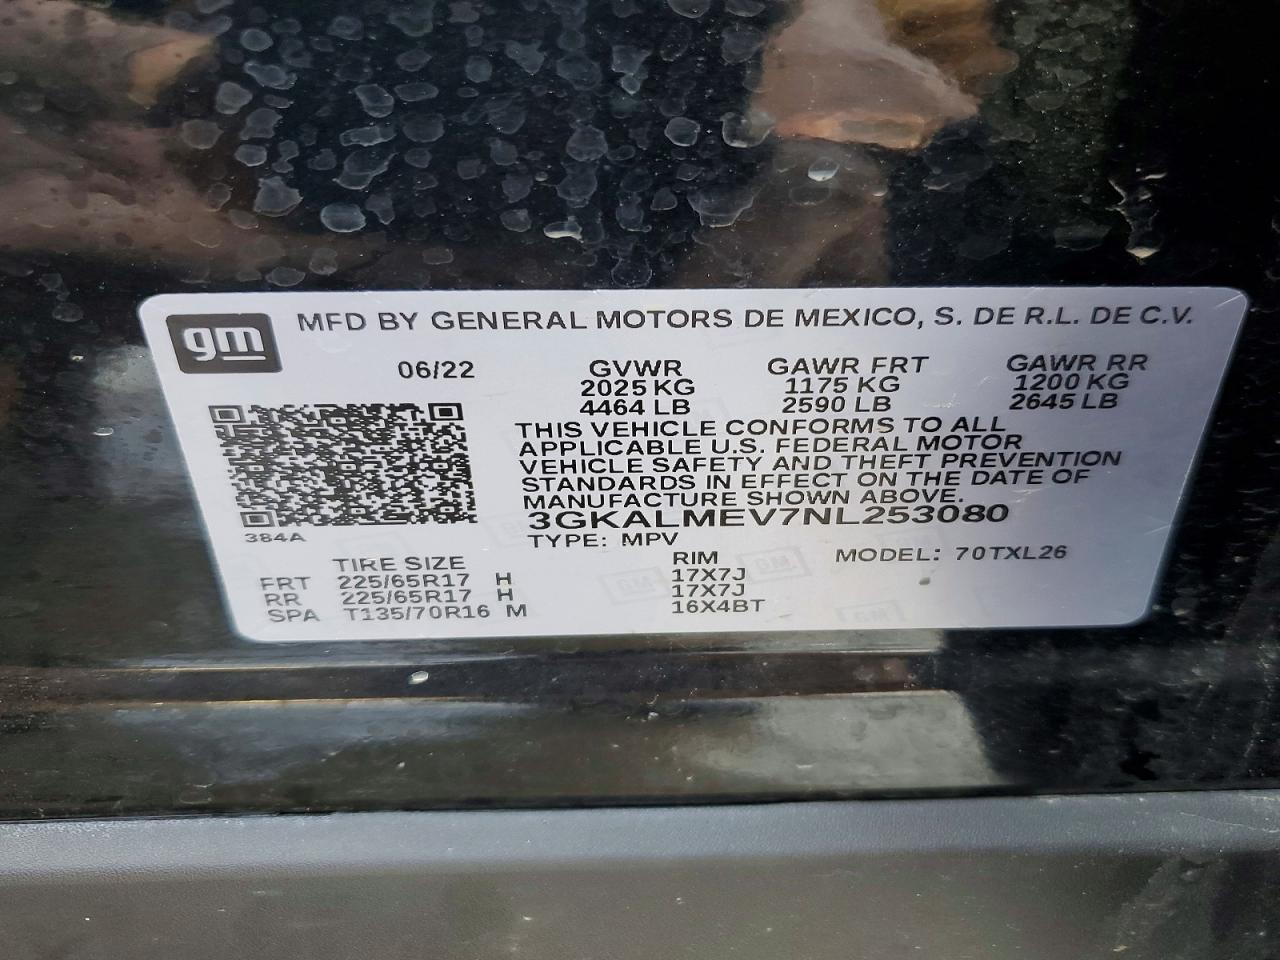 gm
MFD BY GENERAL MOTORS DE MEXICO, S. DE R.L. DE C.V.
06/22 GVWR GAWR FRT GAWR RR
2025 KG 1175 KG 1200 KG
4464 LB 2590 LB 2645 LB
THIS VEHICLE CONFORMS TO ALL
APPLICABLE U.S. FEDERAL MOTOR
VEHICLE SAFETY AND THEFT PREVENTION
STANDARDS IN EFFECT ON THE DATE OF
MANUFACTURE SHOWN ABOVE.
3GKALMEV7NL253080
384A
TYPE: MPV MODEL: 70TXL26
TIRE SIZE RIM
FRT 225/65R17 H 17X7J
RR 225/65R17 H 17X7J
SPA T135/70R16 M 16X4BT